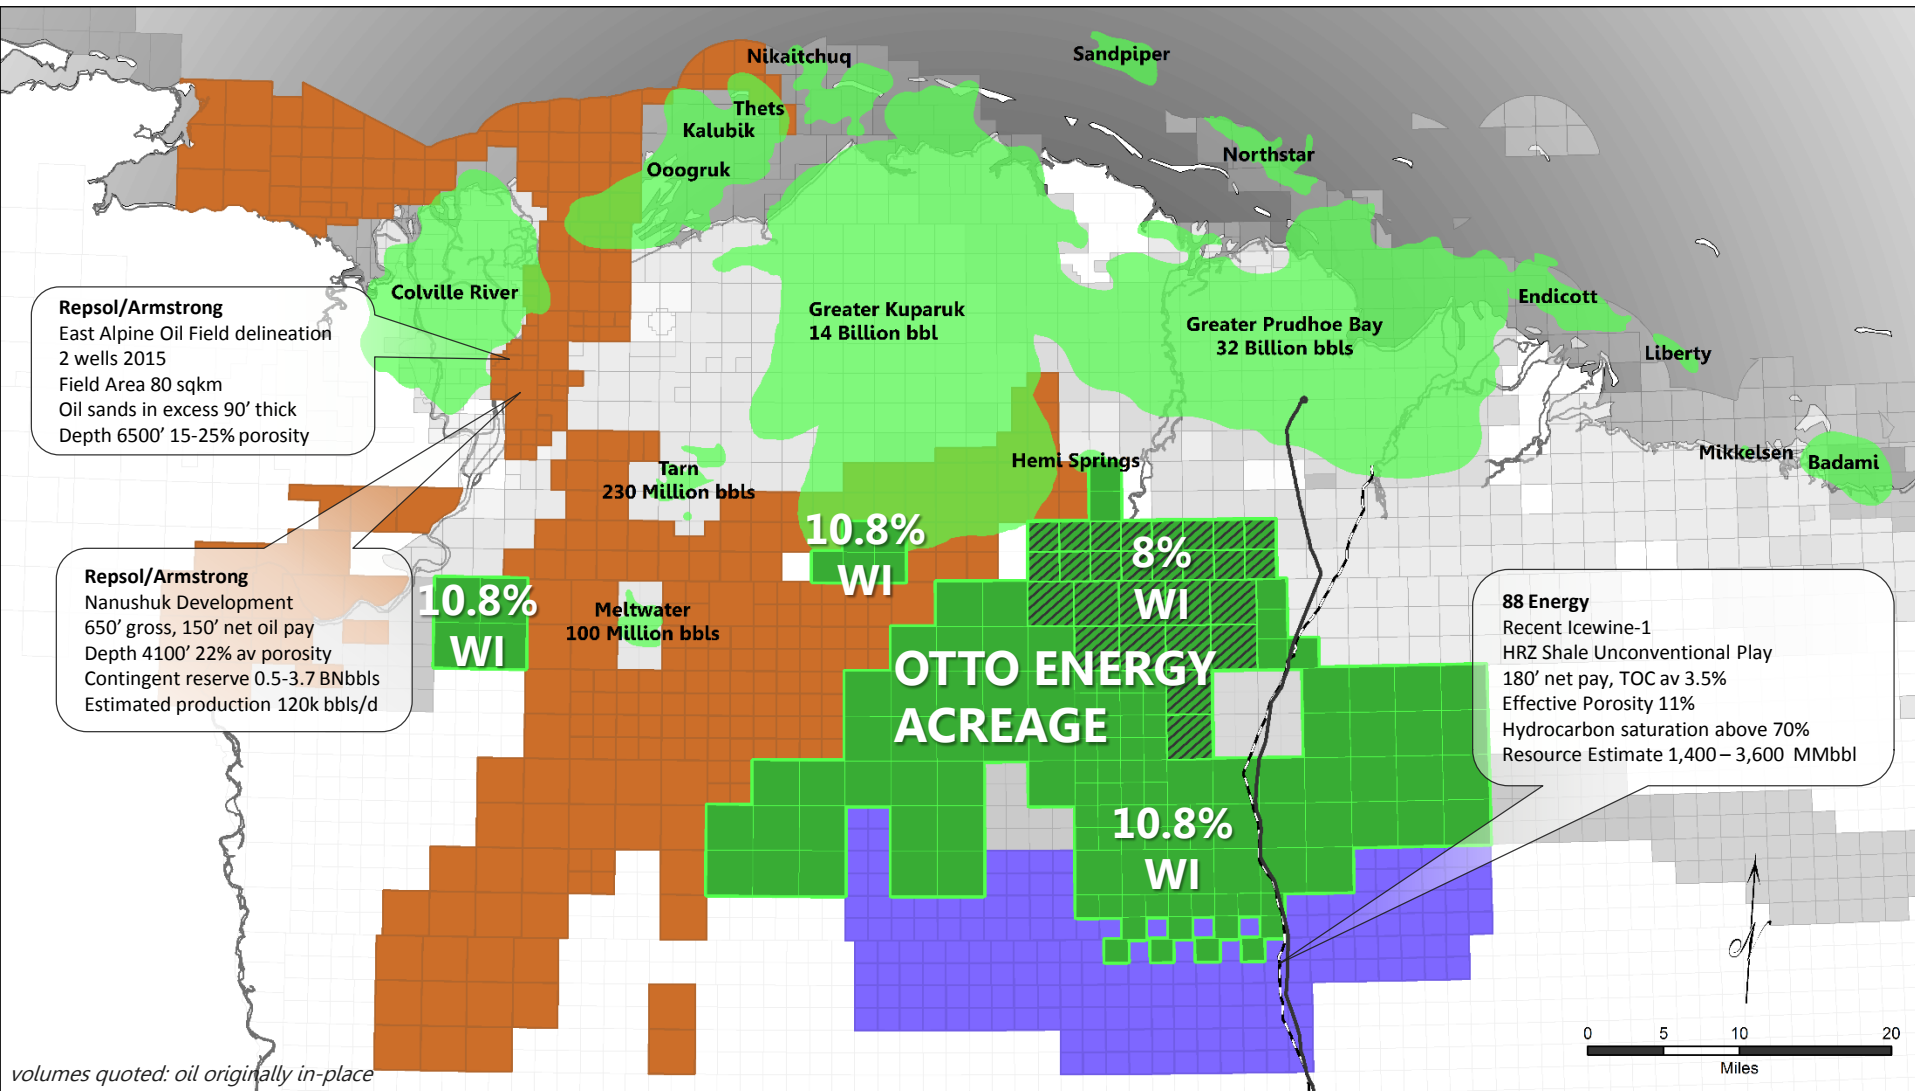 Nikaitchuq
Sandpiper
Thets
Kalubik
Ooogruk
Northstar
Colville River
Greater Kuparuk
14 Billion bbl
Greater Prudhoe Bay
32 Billion bbls
Endicott
Liberty
Repsol/Armstrong
East Alpine Oil Field delineation
2 wells 2015
Field Area 80 sqkm
Oil sands in excess 90’ thick
Depth 6500’ 15-25% porosity
Tarn
230 Million bbls
Hemi Springs
Mikkelsen
Badami
10.8%
WI
8%
WI
Repsol/Armstrong
Nanushuk Development
650’ gross, 150’ net oil pay
Depth 4100’ 22% av porosity
Contingent reserve 0.5-3.7 BNbbls
Estimated production 120k bbls/d
10.8%
WI
Meltwater
100 Million bbls
88 Energy
Recent Icewine-1
HRZ Shale Unconventional Play
180’ net pay, TOC av 3.5%
Effective Porosity 11%
Hydrocarbon saturation above 70%
Resource Estimate 1,400 – 3,600 MMbbl
OTTO ENERGY
ACREAGE
10.8%
WI
0 5 10 20
Miles
volumes quoted: oil originally in-place